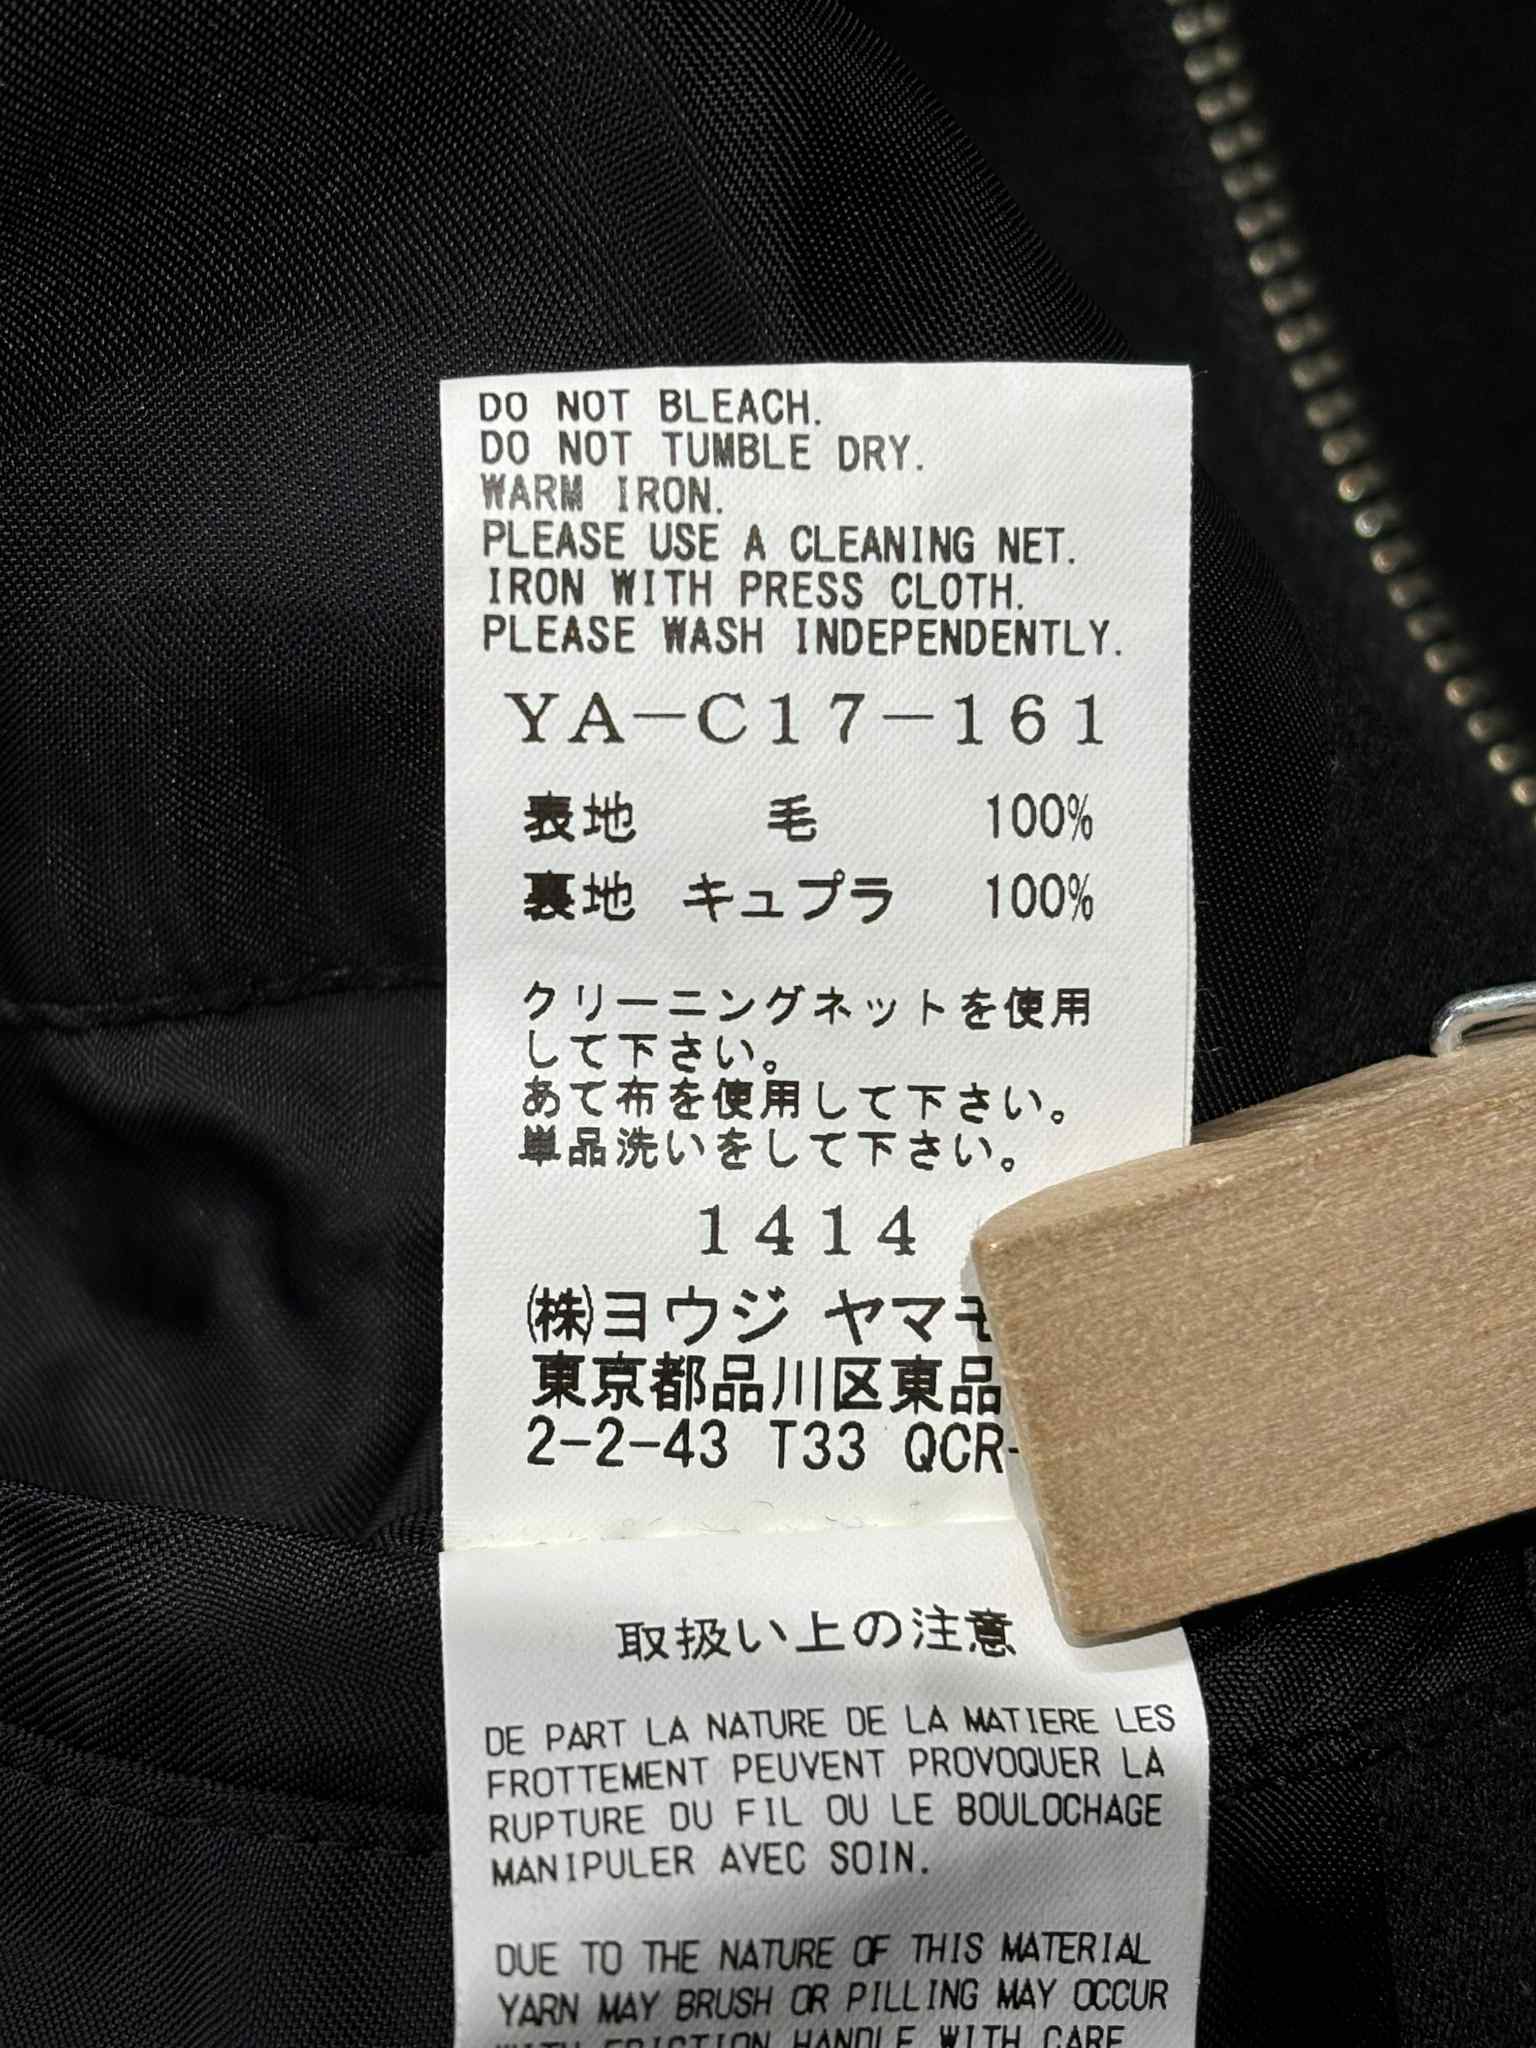 DO NOT BLEACH.
DO NOT TUMBLE DRY.
WARM IRON.
PLEASE USE A CLEANING NET.
IRON WITH PRESS CLOTH.
PLEASE WASH INDEPENDENTLY.
YA－C17－161
表地 毛 100%
裏地 キュプラ 100%
クリーニングネットを使用
して下さい。
あて布を使用して下さい。
単品洗いをして下さい。
1414
㈱ヨウジ ヤマモ
東京都品川区東品
2-2-43 T33 QCR-
取扱い上の注意
DE PART LA NATURE DE LA MATIERE LES
FROTTEMENT PEUVENT PROVOQUER LA
RUPTURE DU FIL OU LE BOULOCHAGE
MANIPULER AVEC SOIN.
DUE TO THE NATURE OF THIS MATERIAL
YARN MAY BRUSH OR PILLING MAY OCCUR
WITH FRICTION HANDLE WITH CARE